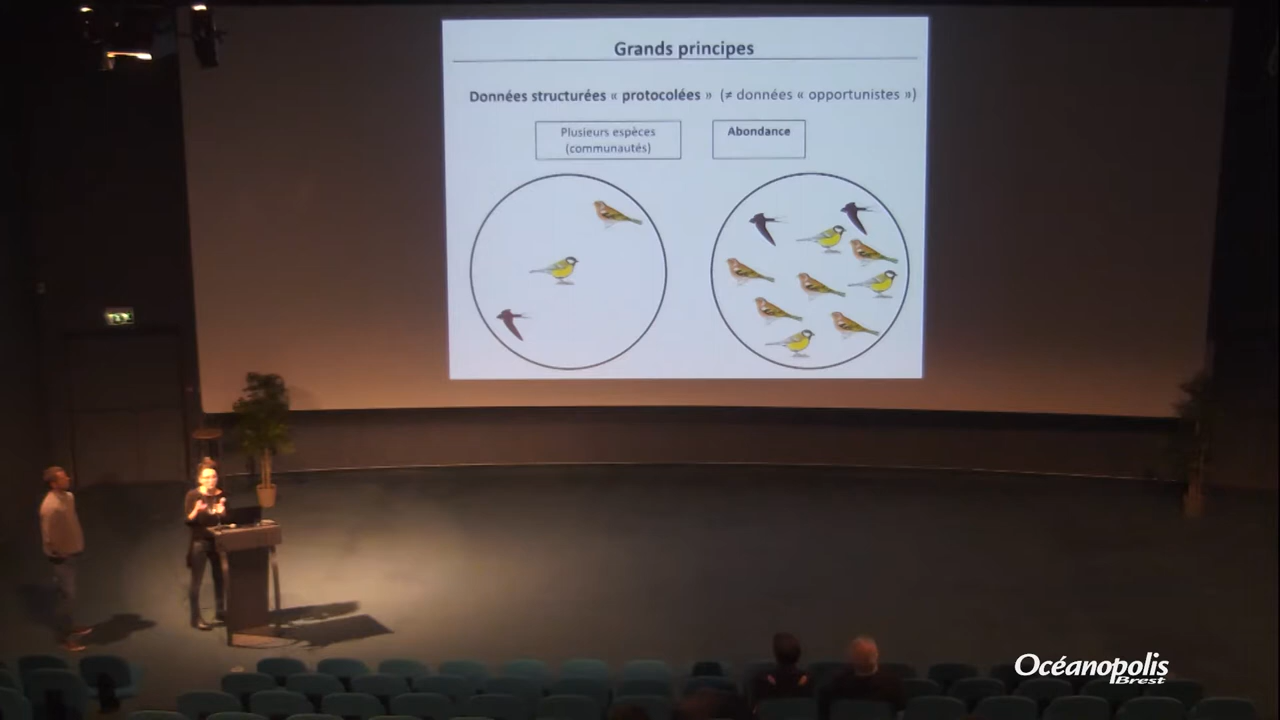 Grands principes
Données structurées « protocolées » (≠ données « opportunistes »)
Plusieurs espèces
(communautés)
Abondance
Océanopolis
Brest